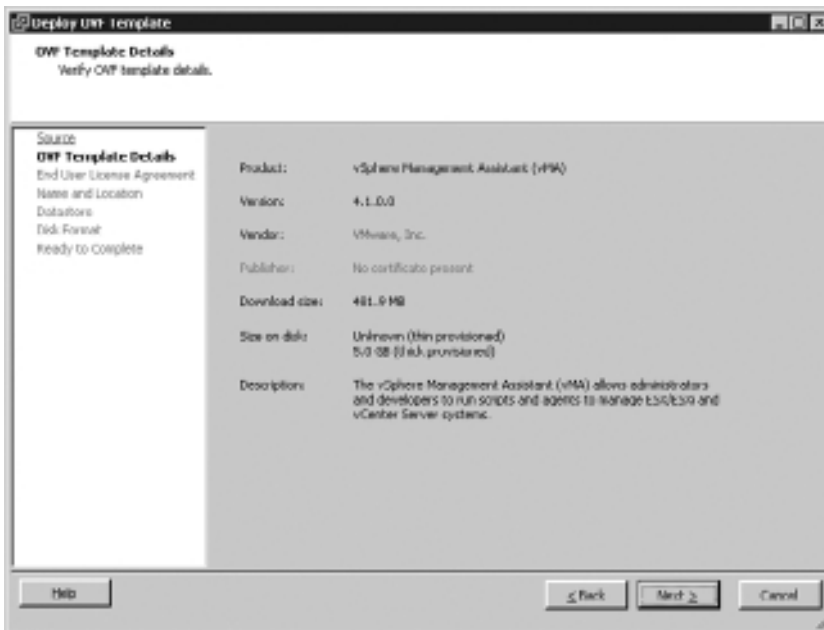 Deploy OVF Template
OVF Template Details
Verify OVF template details.
Source
OVF Template Details
End User License Agreement
Name and Location
Datastore
Disk Format
Ready to Complete
Product: vSphere Management Assistant (vMA)
Version: 4.1.0.0
Vendor: VMware, Inc.
Publisher: No certificate present
Download size: 481.9 MB
Size on disk: Unknown (thin provisioned)
5.0 GB (thick provisioned)
Description: The vSphere Management Assistant (vMA) allows administrators
and developers to run scripts and agents to manage ESX/ESXi and
vCenter Server systems.
Help
< Back
Next >
Cancel